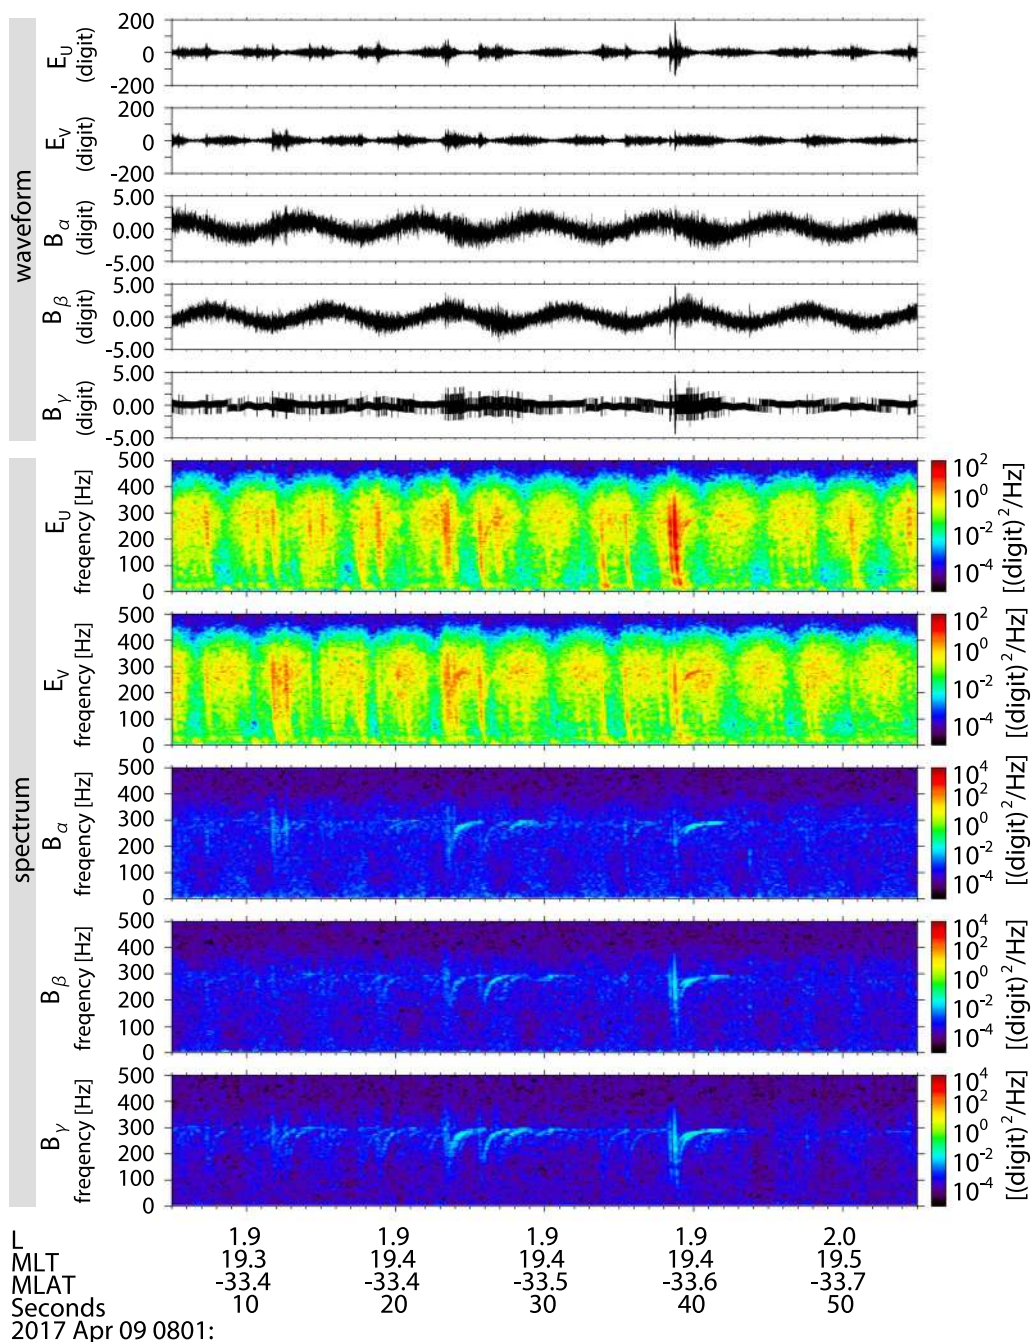 waveform
E_U (digit)
200
0
-200
E_V (digit)
200
0
-200
B_α (digit)
5.00
0.00
-5.00
B_β (digit)
5.00
0.00
-5.00
B_γ (digit)
5.00
0.00
-5.00
spectrum
E_U
freqency [Hz]
500
400
300
200
100
0
10^2
10^0
10^-2
10^-4
[(digit)^2/Hz]
E_V
freqency [Hz]
500
400
300
200
100
0
10^2
10^0
10^-2
10^-4
[(digit)^2/Hz]
B_α
freqency [Hz]
500
400
300
200
100
0
10^4
10^2
10^0
10^-2
10^-4
[(digit)^2/Hz]
B_β
freqency [Hz]
500
400
300
200
100
0
10^4
10^2
10^0
10^-2
10^-4
[(digit)^2/Hz]
B_γ
freqency [Hz]
500
400
300
200
100
0
10^4
10^2
10^0
10^-2
10^-4
[(digit)^2/Hz]
L 1.9 1.9 1.9 1.9 2.0
MLT 19.3 19.4 19.4 19.4 19.5
MLAT -33.4 -33.4 -33.5 -33.6 -33.7
Seconds 10 20 30 40 50
2017 Apr 09 0801: